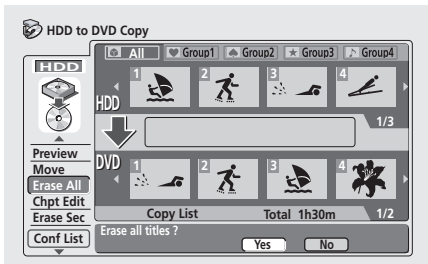 HDD to DVD Copy
All Group1 Group2 Group3 Group4
HDD
1 2 3 4
HDD
1/3
DVD
1 2 3 4
Preview
Move
Erase All
Chpt Edit
Erase Sec
Conf List
Copy List Total 1h30m 1/2
Erase all titles ?
Yes No